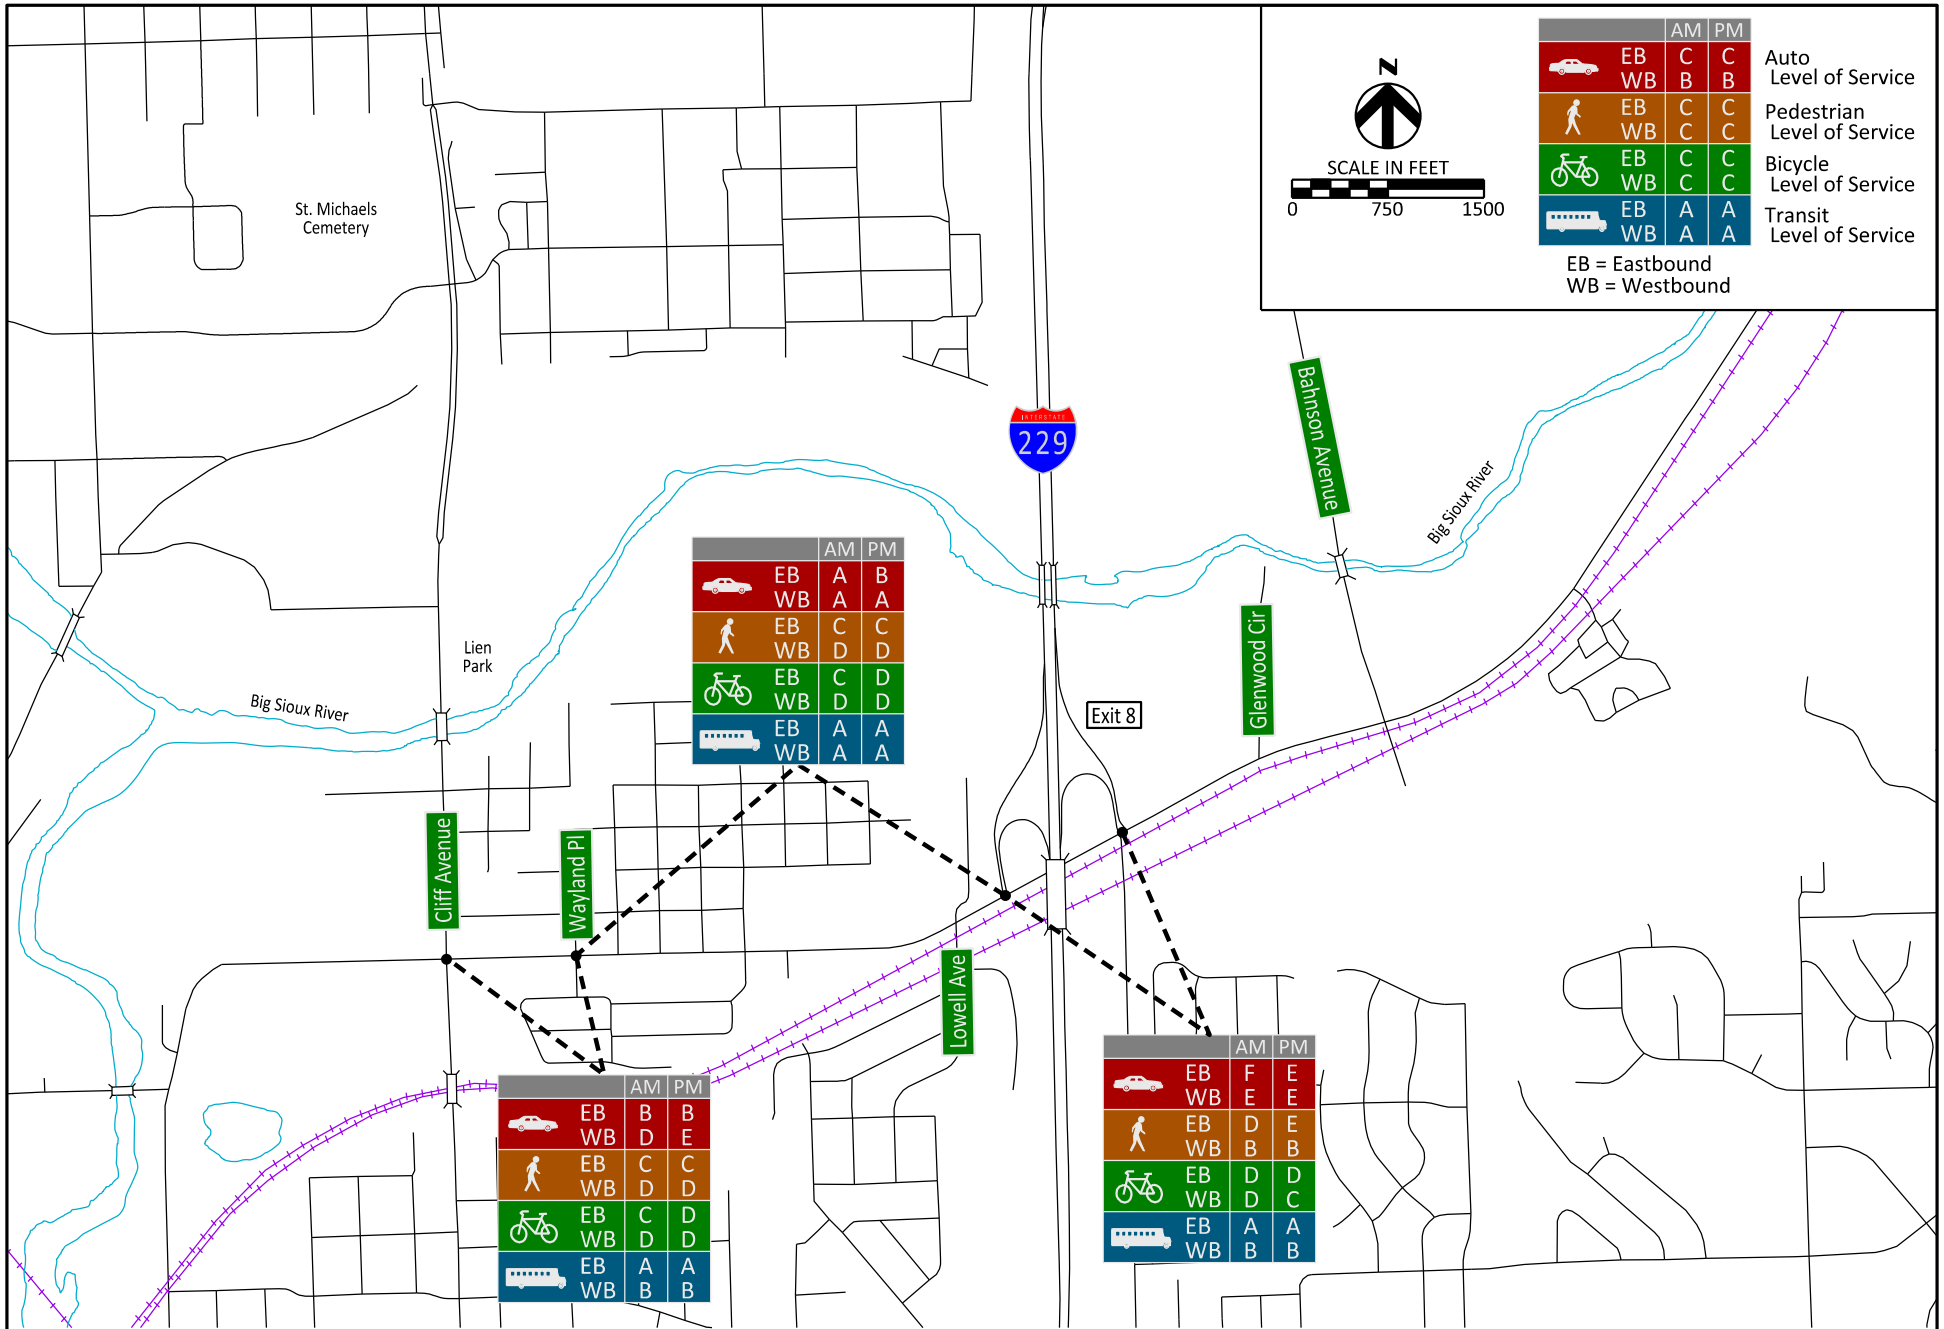 AM PM
EB C C
WB B B
Auto
Level of Service
EB C C
WB C C
Pedestrian
Level of Service
EB C C
WB C C
Bicycle
Level of Service
EB A A
WB A A
Transit
Level of Service
EB = Eastbound
WB = Westbound
N
SCALE IN FEET
0 750 1500
St. Michaels
Cemetery
INTERSTATE
229
Bahnson Avenue
Big Sioux River
AM PM
EB A B
WB A A
EB C C
WB D D
EB C D
WB D D
EB A A
WB A A
Lien
Park
Big Sioux River
Glenwood Cir
Exit 8
Cliff Avenue
Wayland Pl
Lowell Ave
AM PM
EB B B
WB D E
EB C C
WB D D
EB C D
WB D D
EB A A
WB B B
AM PM
EB F E
WB E E
EB D E
WB B B
EB D D
WB D C
EB A A
WB B B